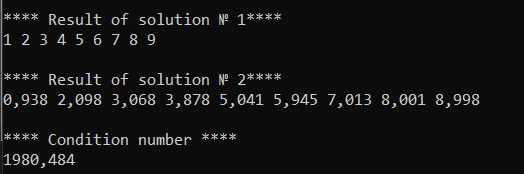 **** Result of solution № 1****
1 2 3 4 5 6 7 8 9
**** Result of solution № 2****
0,938 2,098 3,068 3,878 5,041 5,945 7,013 8,001 8,998
**** Condition number ****
1980,484